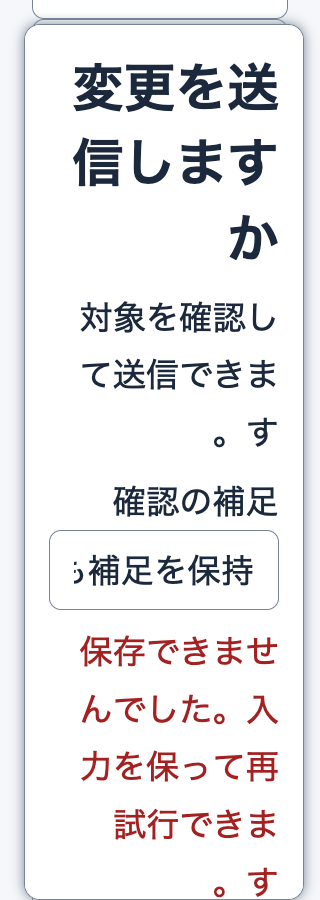 変更を送
信します
か
対象を確認し
て送信できま
す。
確認の補足
補足を保持
保存できませ
んでした。入
力を保って再
試行できま
す。